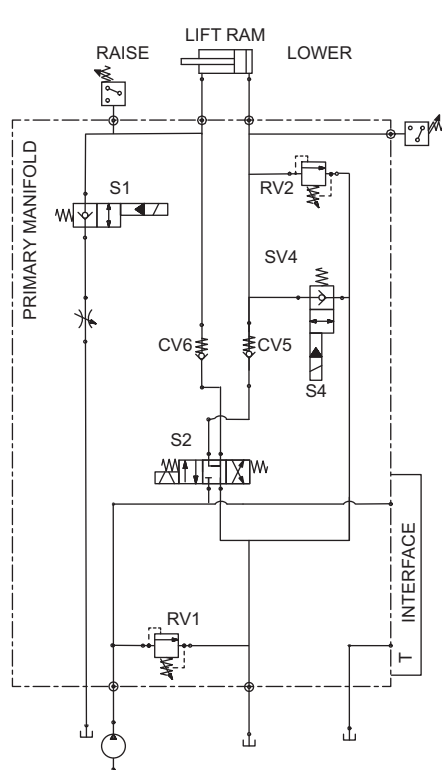 LIFT RAM
RAISE
LOWER
PRIMARY MANIFOLD
S1
RV2
SV4
CV6
CV5
S4
S2
RV1
INTERFACE
T